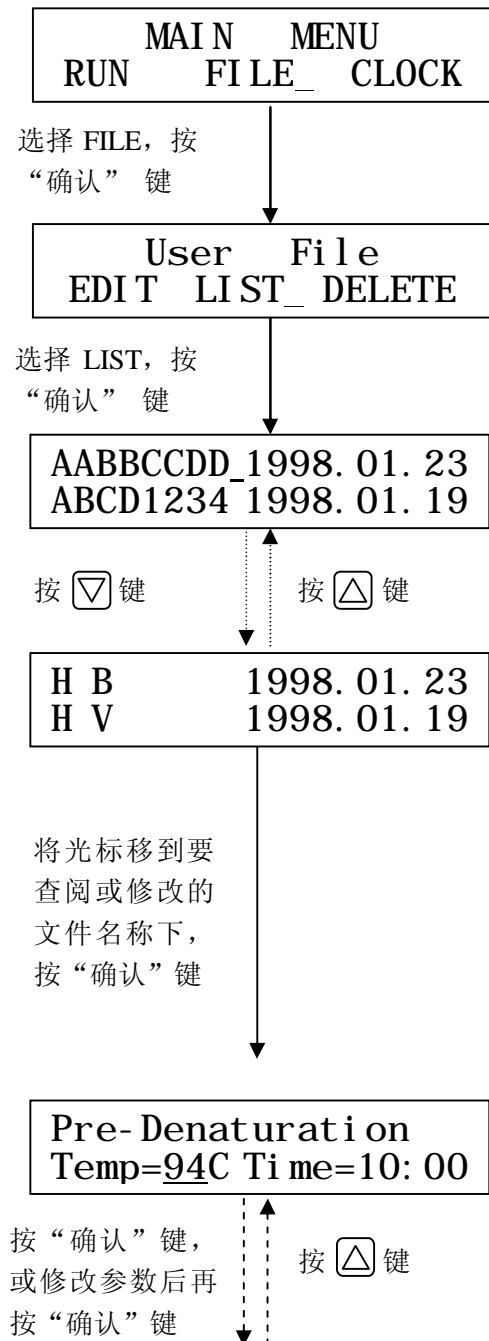 MAIN MENU
RUN FILE_ CLOCK
选择 FILE，按
“确认” 键
User File
EDIT LIST_ DELETE
选择 LIST，按
“确认” 键
AABBCCDD_1998.01.23
ABCD1234 1998.01.19
按 ▽ 键 按 △ 键
H B 1998.01.23
H V 1998.01.19
将光标移到要
查阅或修改的
文件名称下，
按“确认”键
Pre-Denaturation
Temp=94C Time=10:00
按“确认”键，
或修改参数后再
按“确认”键
按 △ 键